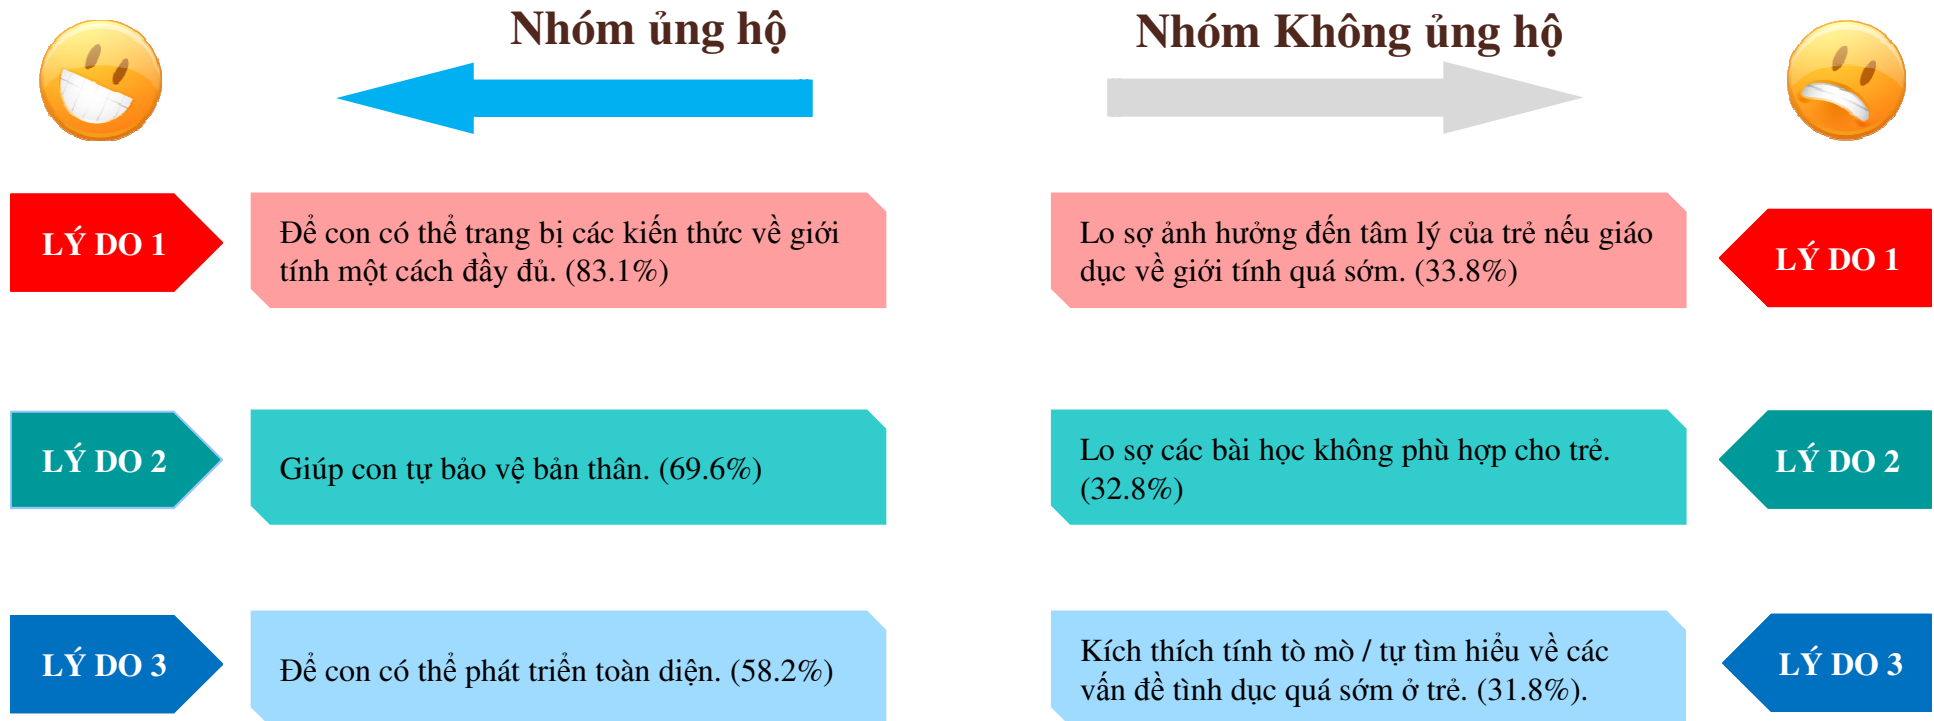 Nhóm ủng hộ
Nhóm Không ủng hộ
LÝ DO 1
Để con có thể trang bị các kiến thức về giới
tính một cách đầy đủ. (83.1%)
Lo sợ ảnh hưởng đến tâm lý của trẻ nếu giáo
dục về giới tính quá sớm. (33.8%)
LÝ DO 1
LÝ DO 2
Giúp con tự bảo vệ bản thân. (69.6%)
Lo sợ các bài học không phù hợp cho trẻ.
(32.8%)
LÝ DO 2
LÝ DO 3
Để con có thể phát triển toàn diện. (58.2%)
Kích thích tính tò mò / tự tìm hiểu về các
vấn đề tình dục quá sớm ở trẻ. (31.8%).
LÝ DO 3